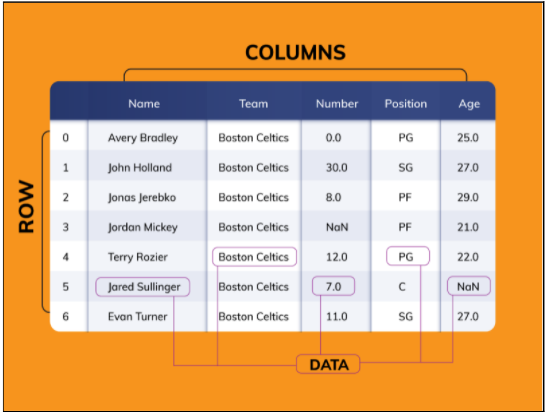 COLUMNS
Name Team Number Position Age
0 Avery Bradley Boston Celtics 0.0 PG 25.0
1 John Holland Boston Celtics 30.0 SG 27.0
2 Jonas Jerebko Boston Celtics 8.0 PF 29.0
3 Jordan Mickey Boston Celtics NaN PF 21.0
4 Terry Rozier Boston Celtics 12.0 PG 22.0
5 Jared Sullinger Boston Celtics 7.0 C NaN
6 Evan Turner Boston Celtics 11.0 SG 27.0
ROW
DATA